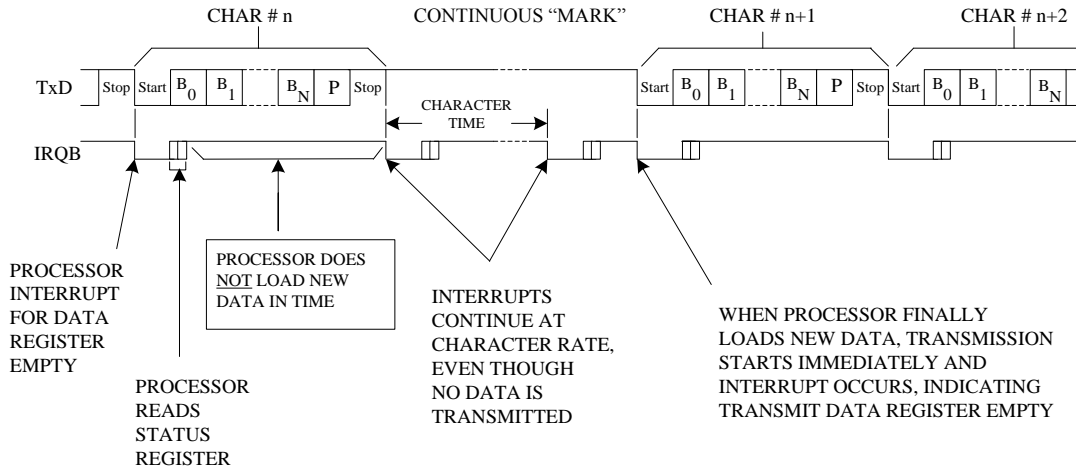 CHAR # n
CONTINUOUS “MARK”
CHAR # n+1
CHAR # n+2
TxD
Stop
Start
B0
B1
BN
P
Stop
Start
B0
B1
BN
P
Stop
Start
B0
B1
BN
CHARACTER
TIME
IRQB
PROCESSOR
INTERRUPT
FOR DATA
REGISTER
EMPTY
PROCESSOR
READS
STATUS
REGISTER
PROCESSOR DOES
NOT LOAD NEW
DATA IN TIME
INTERRUPTS
CONTINUE AT
CHARACTER RATE,
EVEN THOUGH
NO DATA IS
TRANSMITTED
WHEN PROCESSOR FINALLY
LOADS NEW DATA, TRANSMISSION
STARTS IMMEDIATELY AND
INTERRUPT OCCURS, INDICATING
TRANSMIT DATA REGISTER EMPTY